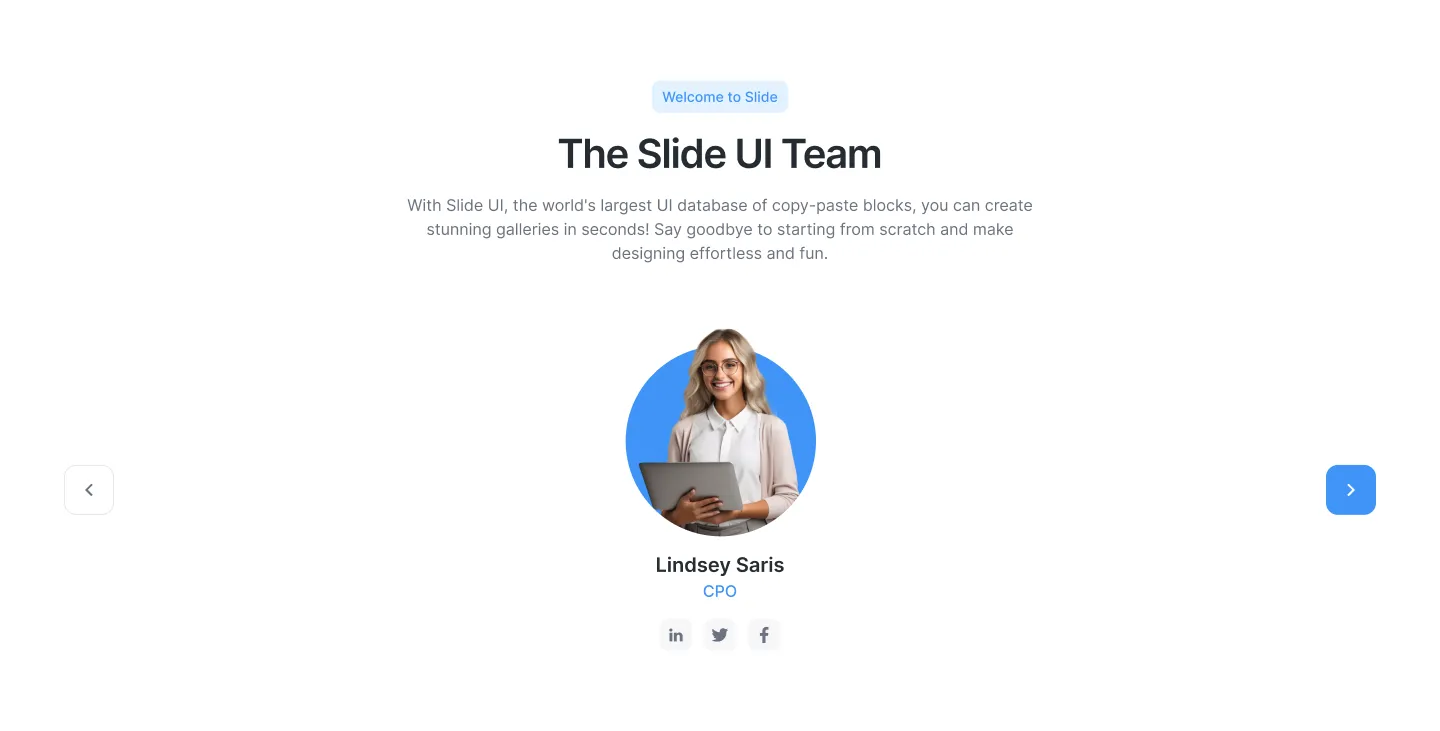 Welcome to Slide
The Slide UI Team
With Slide UI, the world's largest UI database of copy-paste blocks, you can create
stunning galleries in seconds! Say goodbye to starting from scratch and make
designing effortless and fun.
Lindsey Saris
CPO
in